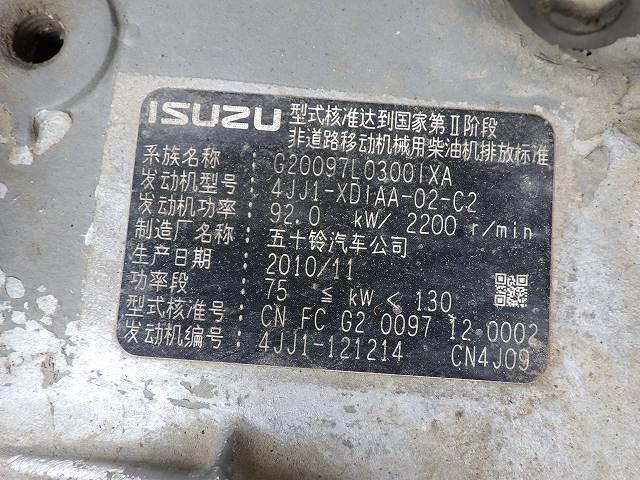 ISUZU 型式核准达到国家第Ⅱ阶段
非道路移动机械用柴油机排放标准
系族名称 : G20097L03001XA
发动机型号: 4JJ1-XDIAA-02-C2
发动机功率: 92.0 kW/ 2200 r/min
制造厂名称: 五十铃汽车公司
生产日期 : 2010/11
功率段 : 75 ≤ kW < 130
型式核准号: CN FC G2 0097 12 0002
发动机编号: 4JJ1-121214 CN4J09